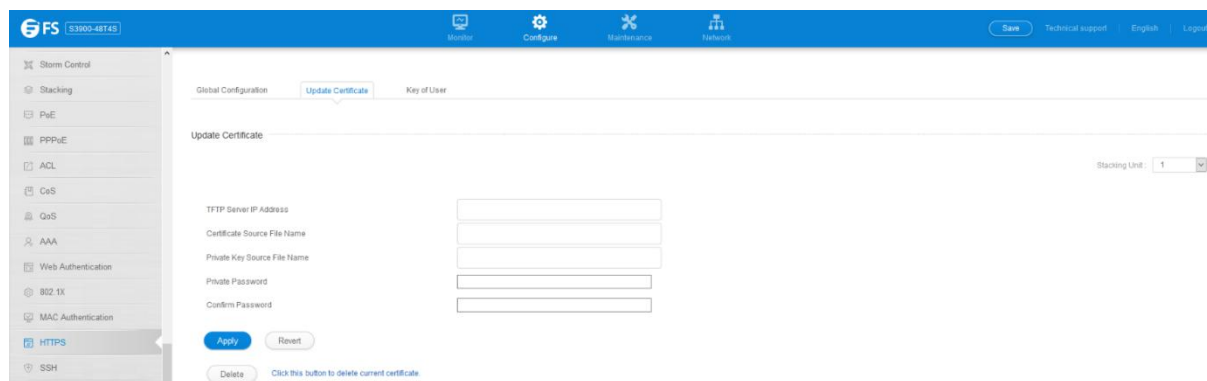 FS S3900-48T4S
Monitor
Configure
Maintenance
Network
Save
Technical support
English
Logout
Storm Control
Stacking
PoE
PPPoE
ACL
CoS
QoS
AAA
Web Authentication
802.1X
MAC Authentication
HTTPS
SSH
Global Configuration
Update Certificate
Key of User
Update Certificate
Stacking Unit : 1
TFTP Server IP Address
Certificate Source File Name
Private Key Source File Name
Private Password
Confirm Password
Apply
Revert
Delete
Click this button to delete current certificate.